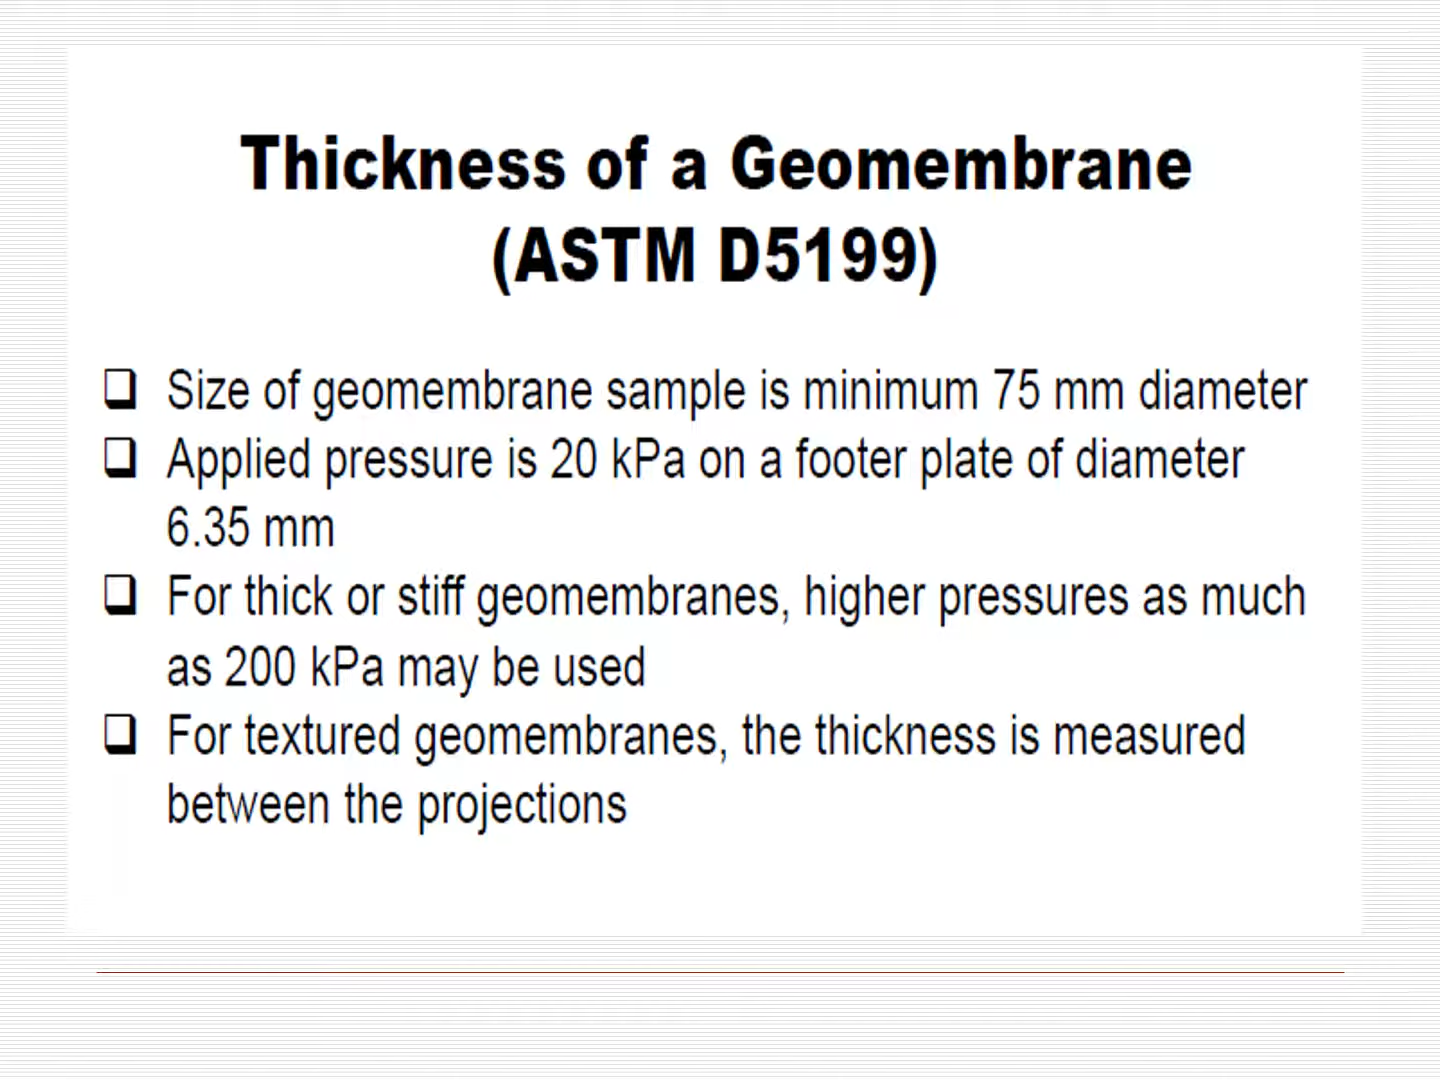 Thickness of a Geomembrane
(ASTM D5199)
❑ Size of geomembrane sample is minimum 75 mm diameter
❑ Applied pressure is 20 kPa on a footer plate of diameter
6.35 mm
❑ For thick or stiff geomembranes, higher pressures as much
as 200 kPa may be used
❑ For textured geomembranes, the thickness is measured
between the projections